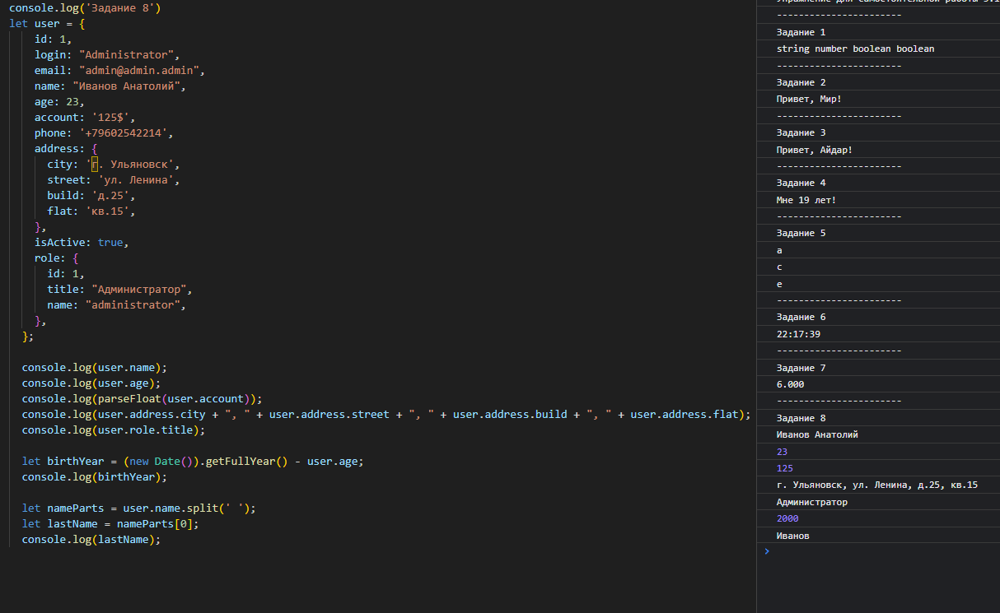 console.log('Задание 8')
let user = {
id: 1,
login: "Administrator",
email: "admin@admin.admin",
name: "Иванов Анатолий",
age: 23,
account: '125$',
phone: '+79602542214',
address: {
city: 'г. Ульяновск',
street: 'ул. Ленина',
build: 'д.25',
flat: 'кв.15',
},
isActive: true,
role: {
id: 1,
title: "Администратор",
name: "administrator",
},
};
console.log(user.name);
console.log(user.age);
console.log(parseFloat(user.account));
console.log(user.address.city + ", " + user.address.street + ", " + user.address.build + ", " + user.address.flat);
console.log(user.role.title);
let birthYear = (new Date()).getFullYear() - user.age;
console.log(birthYear);
let nameParts = user.name.split(' ');
let lastName = nameParts[0];
console.log(lastName);
Упражнение для самостоятельной работы
-----------------------
Задание 1
string number boolean boolean
-----------------------
Задание 2
Привет, Мир!
-----------------------
Задание 3
Привет, Айдар!
-----------------------
Задание 4
Мне 19 лет!
-----------------------
Задание 5
a
c
e
-----------------------
Задание 6
22:17:39
-----------------------
Задание 7
6.000
-----------------------
Задание 8
Иванов Анатолий
23
125
г. Ульяновск, ул. Ленина, д.25, кв.15
Администратор
2000
Иванов
>